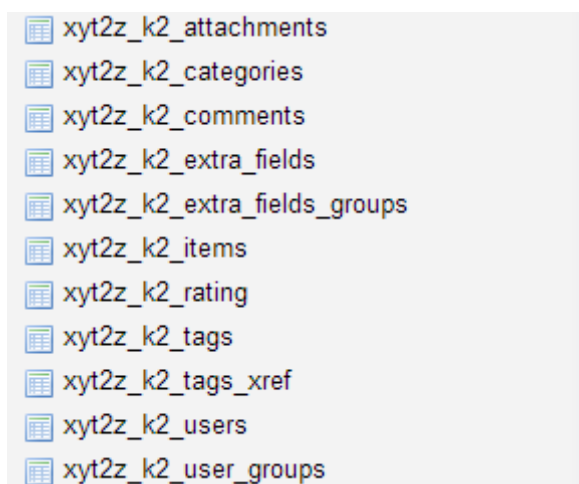 xyt2z_k2_attachments
xyt2z_k2_categories
xyt2z_k2_comments
xyt2z_k2_extra_fields
xyt2z_k2_extra_fields_groups
xyt2z_k2_items
xyt2z_k2_rating
xyt2z_k2_tags
xyt2z_k2_tags_xref
xyt2z_k2_users
xyt2z_k2_user_groups